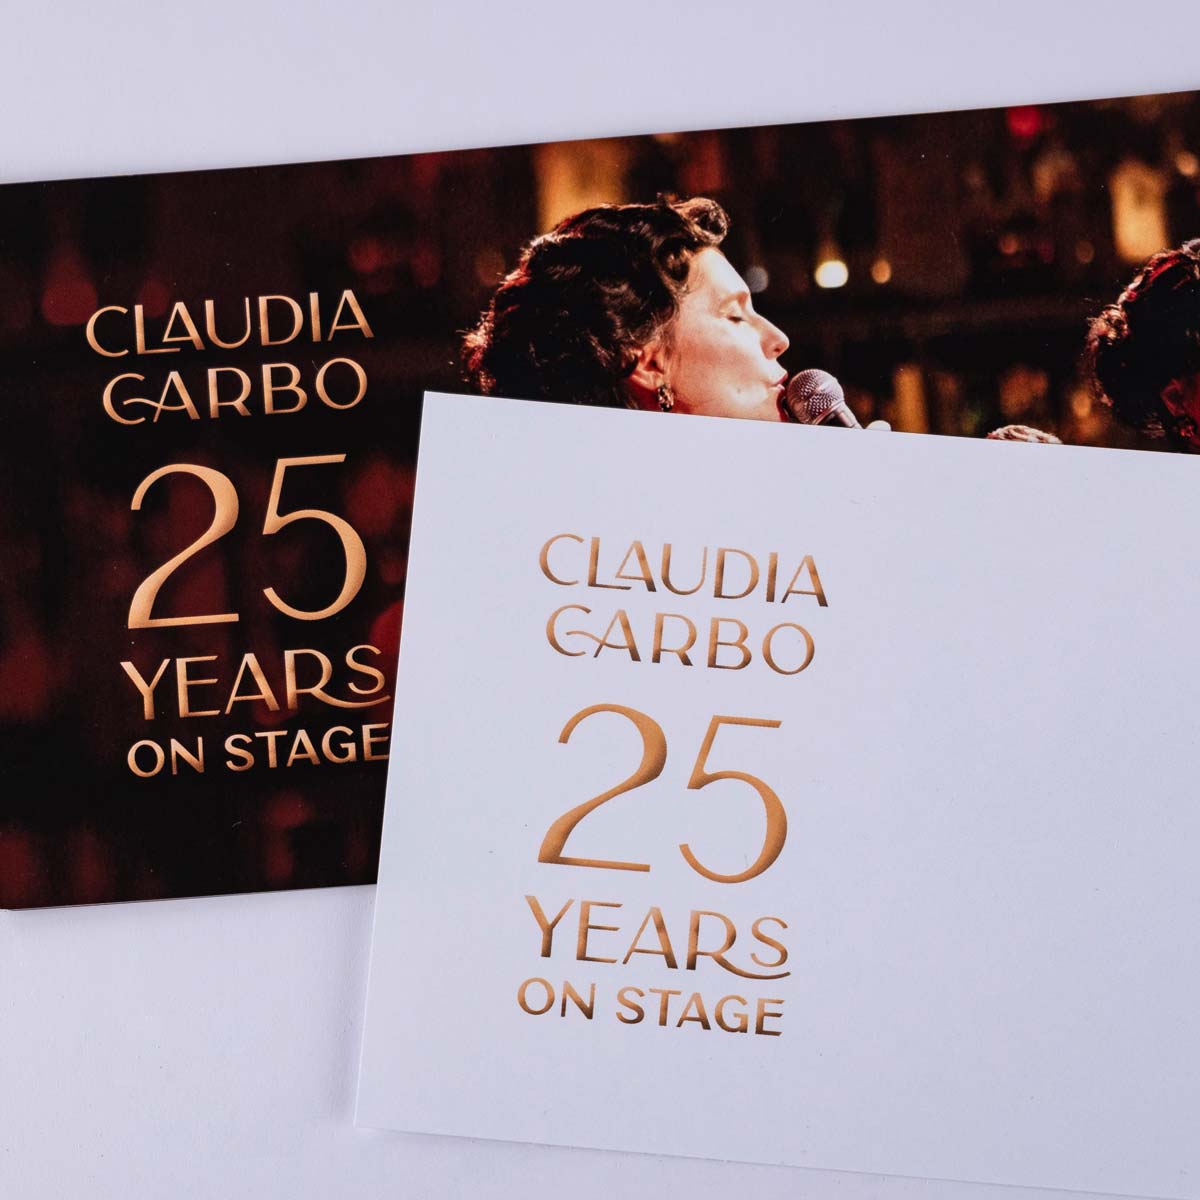 CLAUDIA
CARBO
25
YEARS
ON STAGE
CLAUDIA
CARBO
25
YEARS
ON STAGE